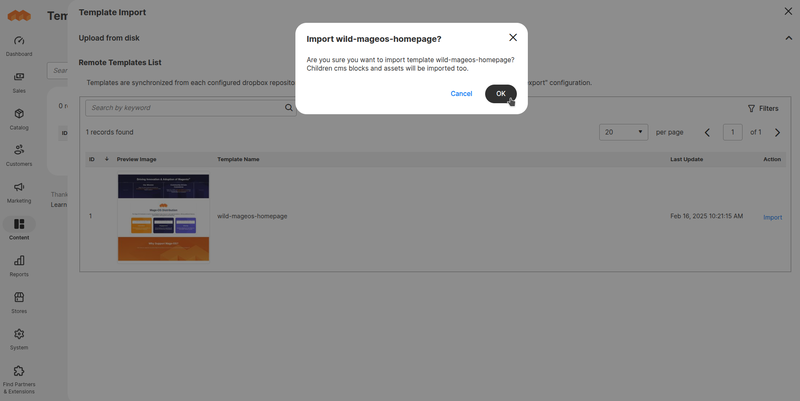 Template Import
Tem
Upload from disk
Dashboard
Remote Templates List
Sear
Templates are synchronized from each configured dropbox reposito
xport" configuration.
Import wild-mageos-homepage?
Are you sure you want to import template wild-mageos-homepage?
Children cms blocks and assets will be imported too.
Cancel
OK
Sales
0 r
Search by keyword
Filters
Catalog
ID
1 records found
20
per page
1
of 1
Customers
ID
Preview Image
Template Name
Last Update
Action
Marketing
Thank
Learn
1
wild-mageos-homepage
Feb 18, 2025 10:21:15 AM
Import
Content
Reports
Stores
System
Find Partners
& Extensions